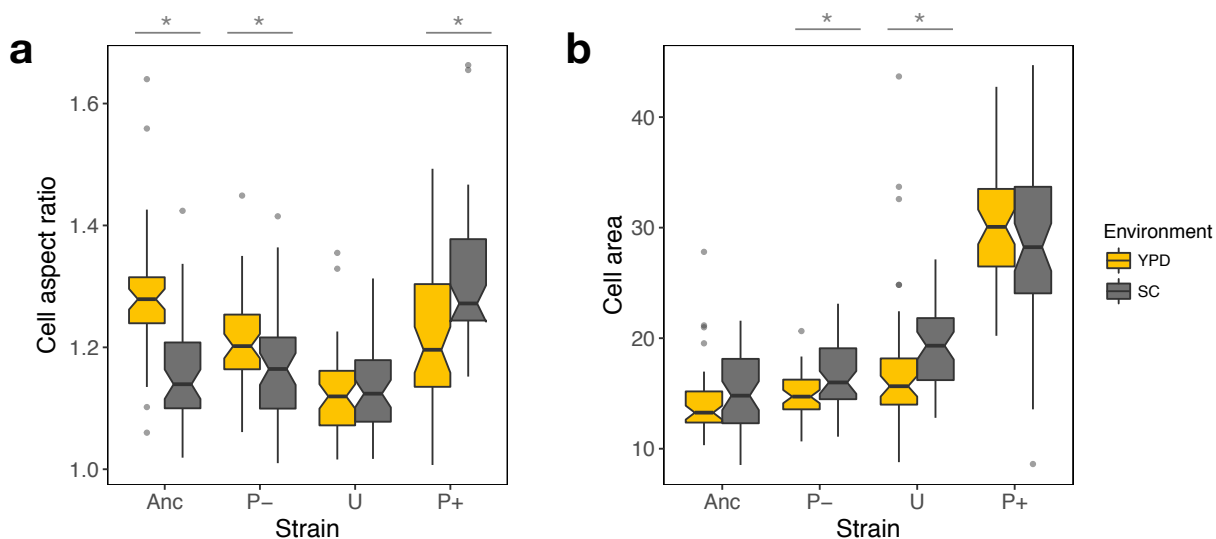 a
* * *
1.6
1.4
1.2
1.0
Cell aspect ratio
Anc P− U P+
Strain
b
* *
40
30
20
10
Cell area
Anc P− U P+
Strain
Environment
YPD
SC